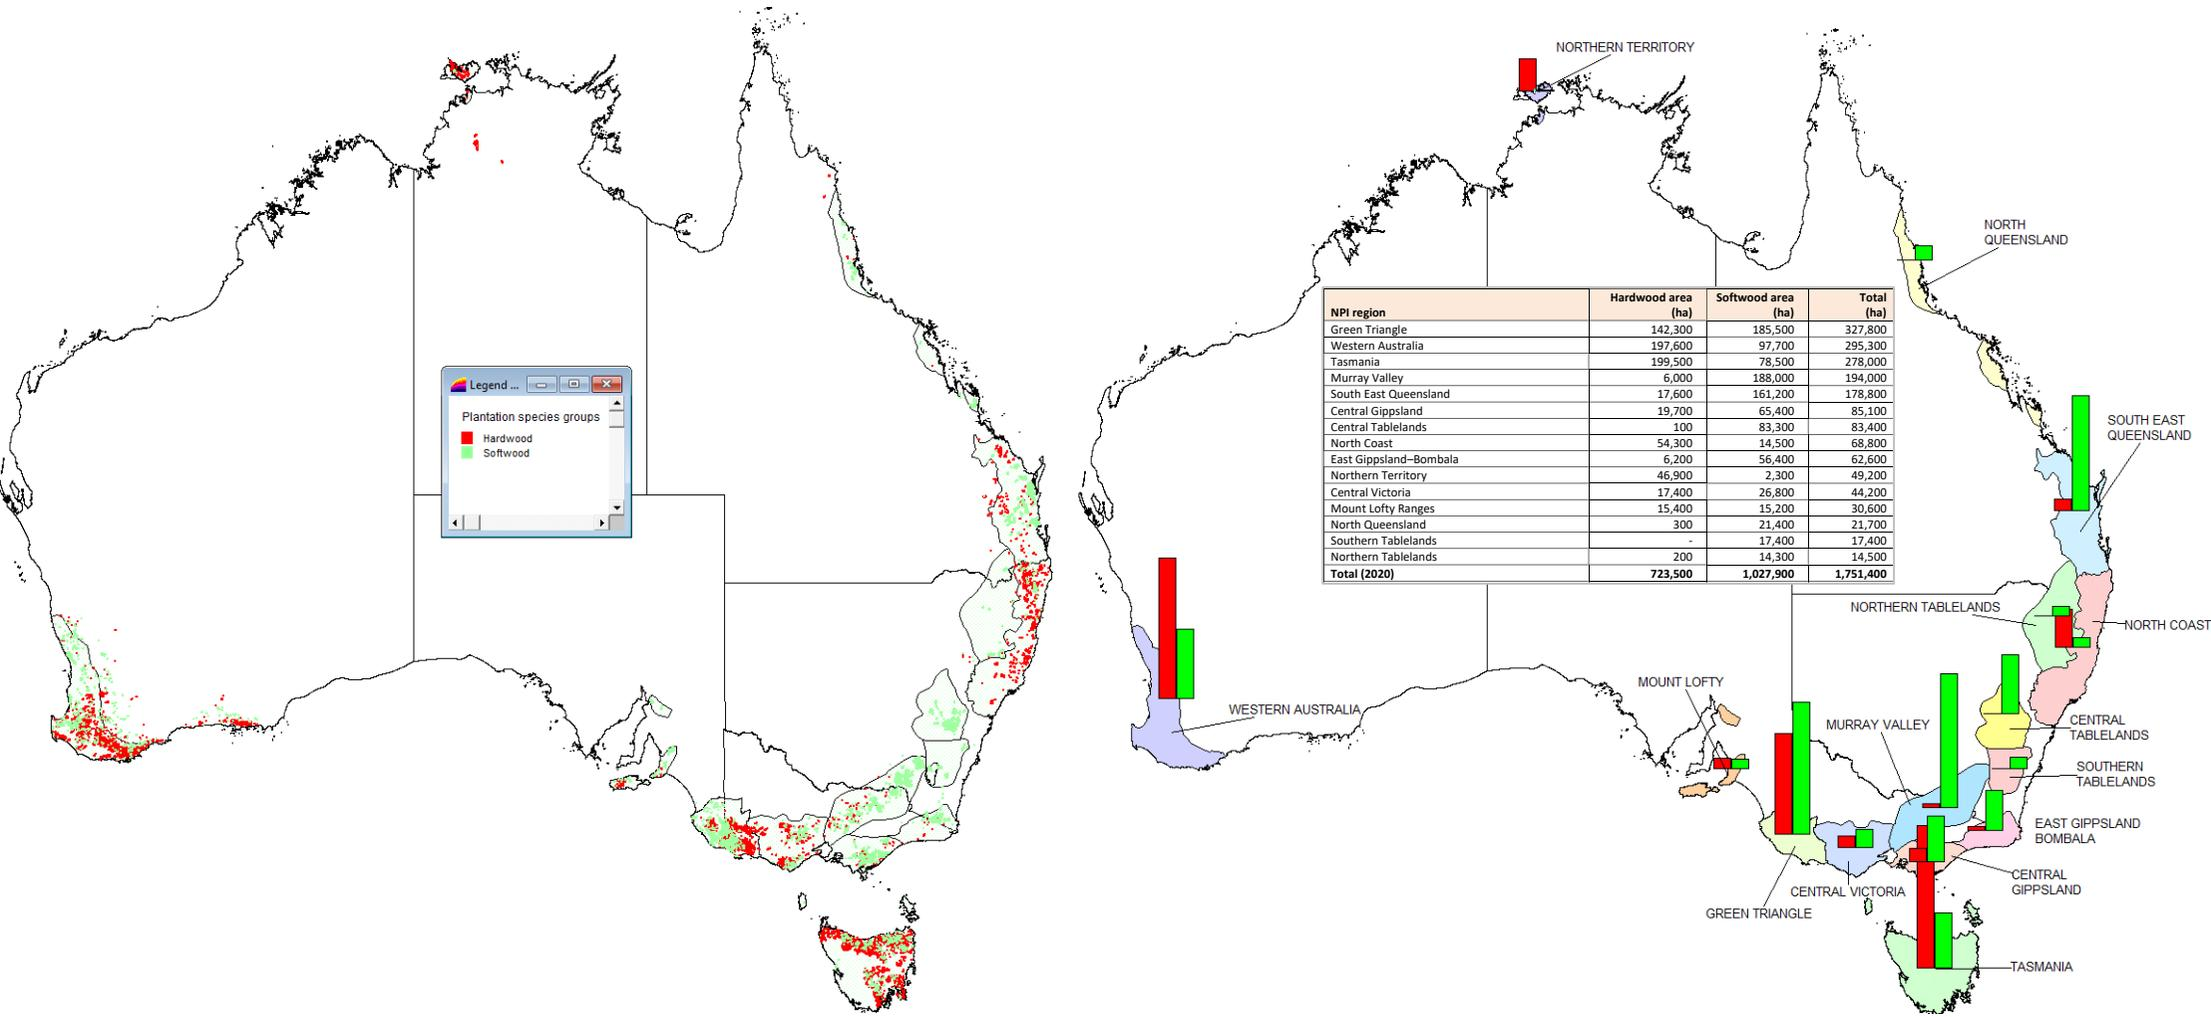 Legend ...
Plantation species groups
Hardwood
Softwood
NORTHERN TERRITORY
NORTH
QUEENSLAND
NPI region Hardwood area (ha) Softwood area (ha) Total (ha)
Green Triangle 142,300 185,500 327,800
Western Australia 197,600 97,700 295,300
Tasmania 199,500 78,500 278,000
Murray Valley 6,000 188,000 194,000
South East Queensland 17,600 161,200 178,800
Central Gippsland 19,700 65,400 85,100
Central Tablelands 100 83,300 83,400
North Coast 54,300 14,500 68,800
East Gippsland–Bombala 6,200 56,400 62,600
Northern Territory 46,900 2,300 49,200
Central Victoria 17,400 26,800 44,200
Mount Lofty Ranges 15,400 15,200 30,600
North Queensland 300 21,400 21,700
Southern Tablelands - 17,400 17,400
Northern Tablelands 200 14,300 14,500
Total (2020) 723,500 1,027,900 1,751,400
SOUTH EAST
QUEENSLAND
NORTHERN TABLELANDS
NORTH COAST
MOUNT LOFTY
WESTERN AUSTRALIA
MURRAY VALLEY
CENTRAL
TABLELANDS
SOUTHERN
TABLELANDS
EAST GIPPSLAND
BOMBALA
CENTRAL
GIPPSLAND
CENTRAL VICTORIA
GREEN TRIANGLE
TASMANIA